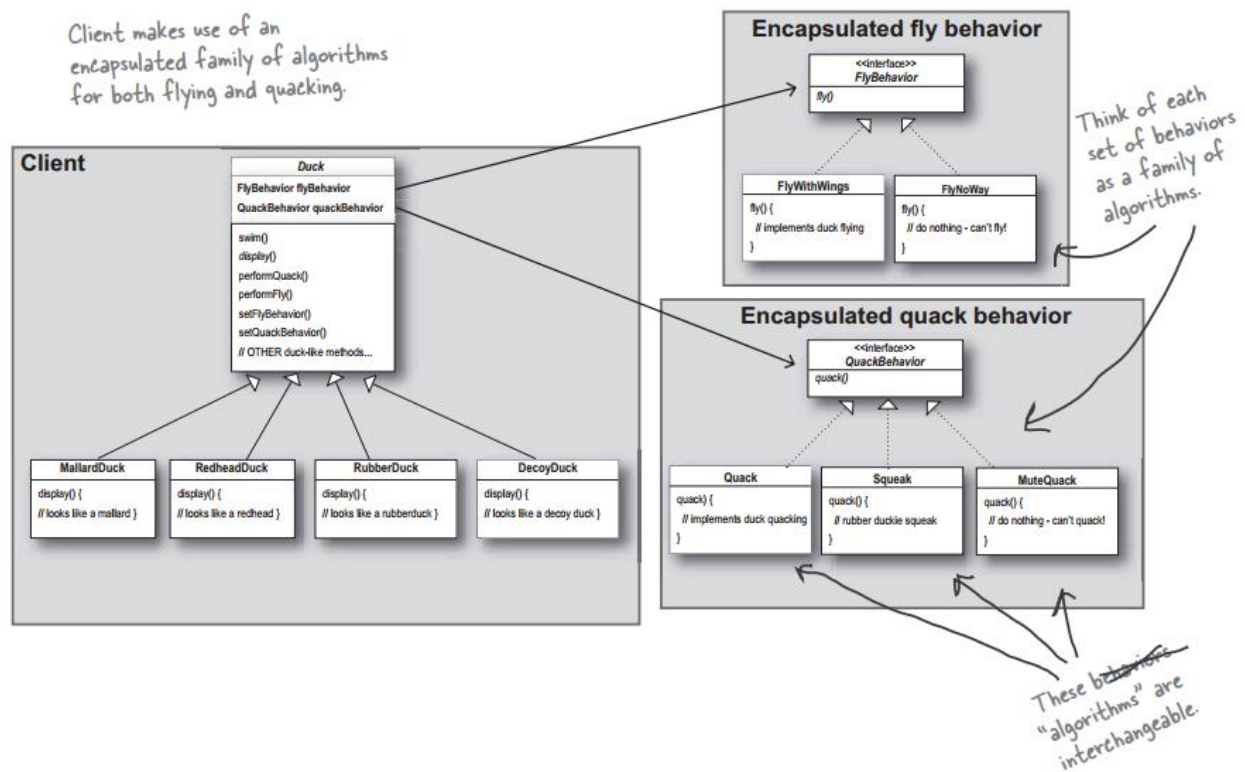 Client makes use of an
encapsulated family of algorithms
for both flying and quacking.
Client
Duck
FlyBehavior flyBehavior
QuackBehavior quackBehavior
swim()
display()
performQuack()
performFly()
setFlyBehavior()
setQuackBehavior()
// OTHER duck-like methods...
MallardDuck
display() {
// looks like a mallard }
RedheadDuck
display() {
// looks like a redhead }
RubberDuck
display() {
// looks like a rubberduck }
DecoyDuck
display() {
// looks like a decoy duck }
Encapsulated fly behavior
<<interface>>
FlyBehavior
fly()
FlyWithWings
fly() {
// implements duck flying
}
FlyNoWay
fly() {
// do nothing - can't fly!
}
Think of each
set of behaviors
as a family of
algorithms.
Encapsulated quack behavior
<<interface>>
QuackBehavior
quack()
Quack
quack) {
// implements duck quacking
}
Squeak
quack() {
// rubber duckie squeak
}
MuteQuack
quack() {
// do nothing - can't quack!
}
These behaviors
“algorithms” are
interchangeable.